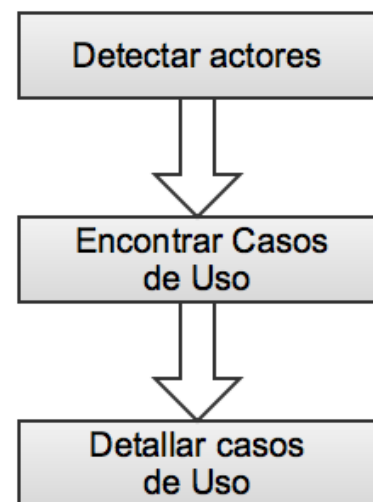 Detectar actores
Encontrar Casos
de Uso
Detallar casos
de Uso